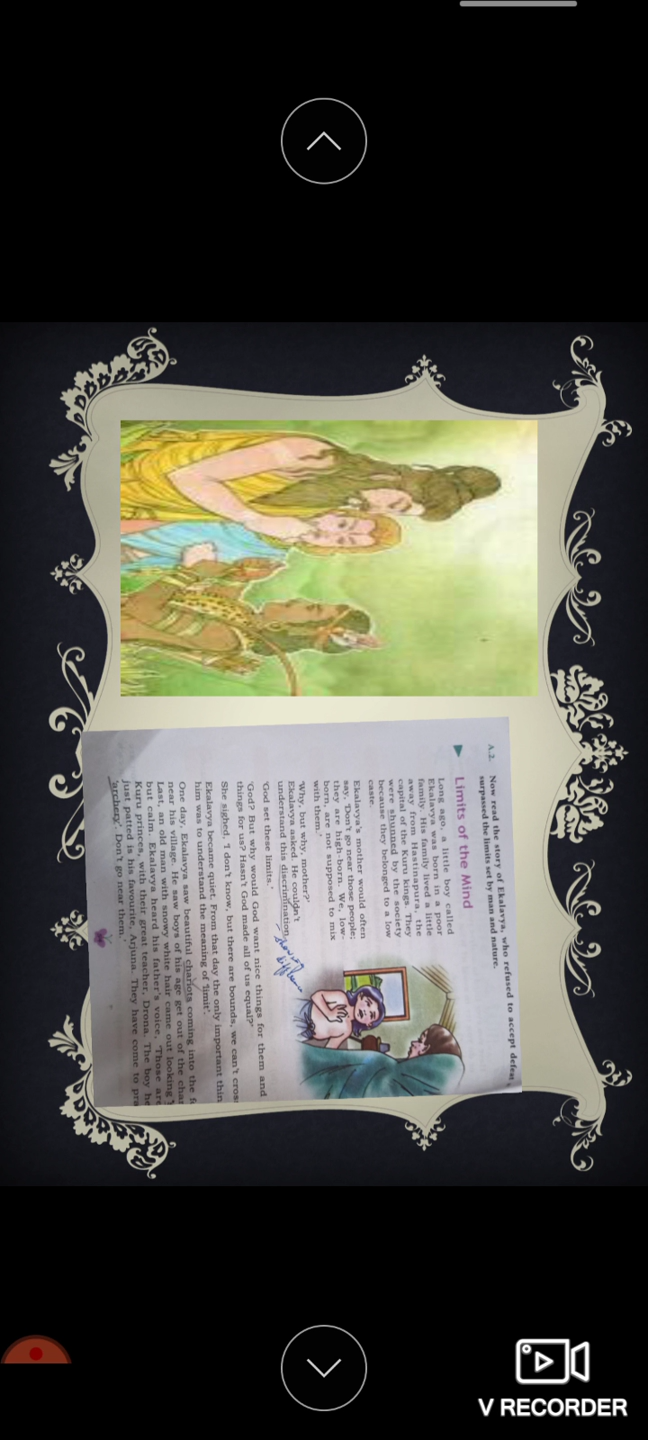 A.2. Now read the story of Ekalavya, who refused to accept defeat
surpassed the limits set by man and nature.
Limits of the Mind
Long ago, a little boy called
Ekalavya was born in a poor
family. His family lived a little
away from Hastinapura, the
capital of the Kuru kings. They
were shunned by the society
because they belonged to a low
caste.
Ekalavya's mother would often
say, 'Don't go near those people;
they are high-born. We, low-
born, are not supposed to mix
with them.'
'Why, but why, mother?'
Ekalavya asked. He couldn't
understand this discrimination.
showing
'God set these limits.'
'God? But why would God want nice things for them and
things for us? Hasn't God made all of us equal?'
She sighed, 'I don't know, but there are bounds, we can't
Ekalavya became quiet. From that day the only important
him was to understand the meaning of 'limit'.
One day, Ekalavya saw beautiful chariots coming into the
near his village. He saw boys of his age get out of the
Last, an old man with snowy white hair came out looking
but calm. Ekalavya heard his father's voice, 'Those are
Kuru princes, with their great teacher, Drona. The boy he
just patted is his favourite, Arjuna. They have come to
'archery'. Don't go near them.'
V RECORDER